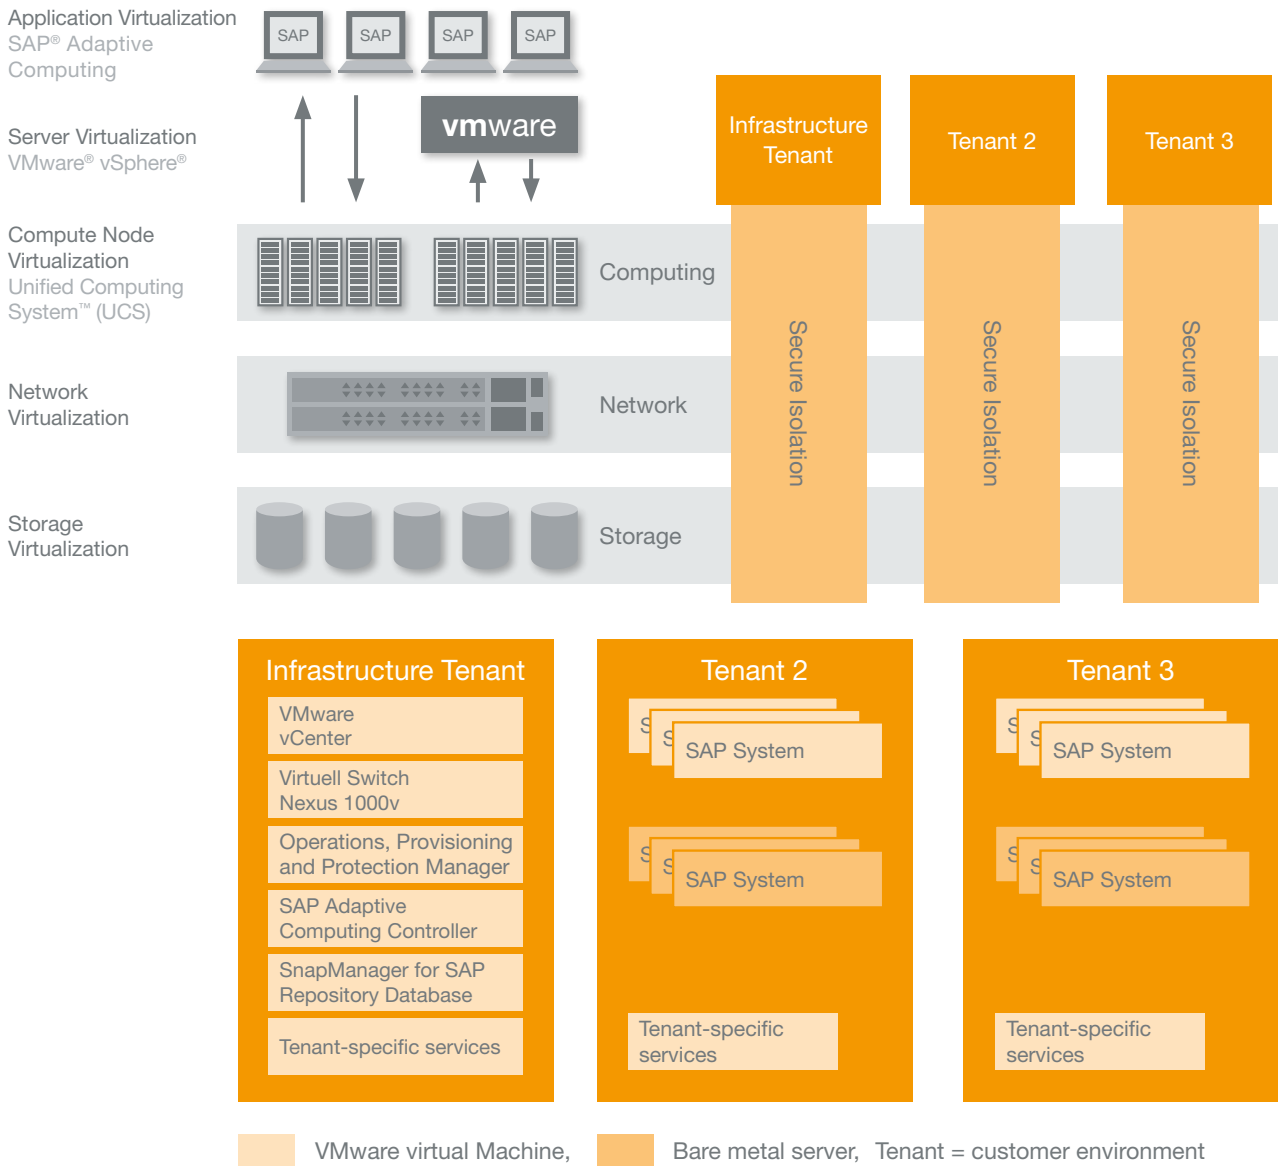 Application Virtualization
SAP® Adaptive
Computing
SAP
SAP
SAP
SAP
Server Virtualization
VMware® vSphere®
vmware
Infrastructure
Tenant
Tenant 2
Tenant 3
Compute Node
Virtualization
Unified Computing
System™ (UCS)
Computing
Network
Virtualization
Network
Storage
Virtualization
Storage
Secure Isolation
Secure Isolation
Secure Isolation
Infrastructure Tenant
VMware
vCenter
Virtuell Switch
Nexus 1000v
Operations, Provisioning
and Protection Manager
SAP Adaptive
Computing Controller
SnapManager for SAP
Repository Database
Tenant-specific services
Tenant 2
S
S
SAP System
S
S
SAP System
Tenant-specific
services
Tenant 3
S
S
SAP System
S
S
SAP System
Tenant-specific
services
VMware virtual Machine,
Bare metal server,
Tenant = customer environment